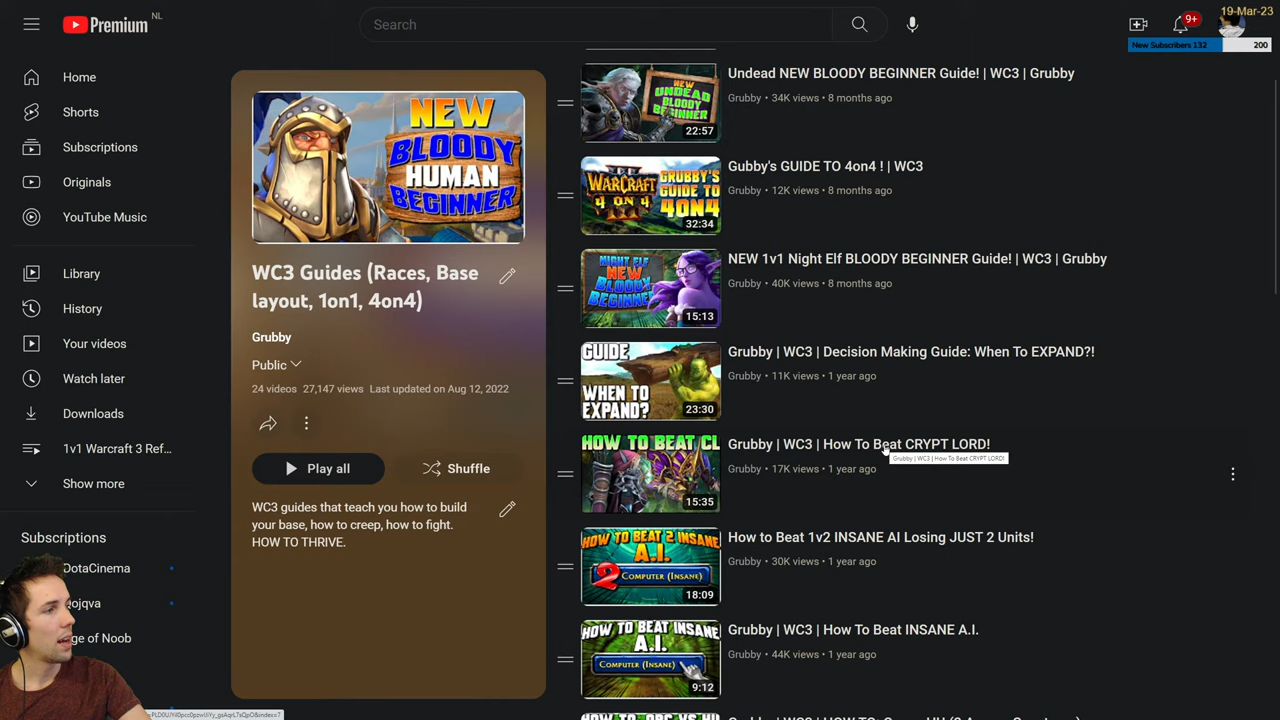 Premium NL
Search
9+
19-Mar-23
New Subscribers 132
200
Home
Shorts
Subscriptions
Originals
YouTube Music
Library
History
Your videos
Watch later
Downloads
1v1 Warcraft 3 Ref...
Show more
Subscriptions
DotaCinema
ojqva
ge of Noob
NEW
BLOODY
HUMAN
BEGINNER
WC3 Guides (Races, Base
layout, 1on1, 4on4)
Grubby
Public
24 videos 27,147 views Last updated on Aug 12, 2022
Play all
Shuffle
WC3 guides that teach you how to build
your base, how to creep, how to fight.
HOW TO THRIVE.
NEW
UNDEAD
BLOODY
BEGINNER
22:57
Undead NEW BLOODY BEGINNER Guide! | WC3 | Grubby
Grubby • 34K views • 8 months ago
WARCRAFT
4 ON 4
GRUBBY'S
GUIDE TO
4ON4
32:34
Gubby's GUIDE TO 4on4 ! | WC3
Grubby • 12K views • 8 months ago
NIGHT ELF
NEW
BLOODY
BEGINNER
15:13
NEW 1v1 Night Elf BLOODY BEGINNER Guide! | WC3 | Grubby
Grubby • 40K views • 8 months ago
GUIDE
WHEN TO
EXPAND?
23:30
Grubby | WC3 | Decision Making Guide: When To EXPAND?!
Grubby • 11K views • 1 year ago
HOW TO BEAT CL
15:35
Grubby | WC3 | How To Beat CRYPT LORD!
Grubby | WC3 | How To Beat CRYPT LORD!
Grubby • 17K views • 1 year ago
HOW TO BEAT 2 INSANE
A.I.
2 COMPUTER (INSANE)
18:09
How to Beat 1v2 INSANE AI Losing JUST 2 Units!
Grubby • 30K views • 1 year ago
HOW TO BEAT INSANE
A.I.
COMPUTER (INSANE)
9:12
Grubby | WC3 | How To Beat INSANE A.I.
Grubby • 44K views • 1 year ago